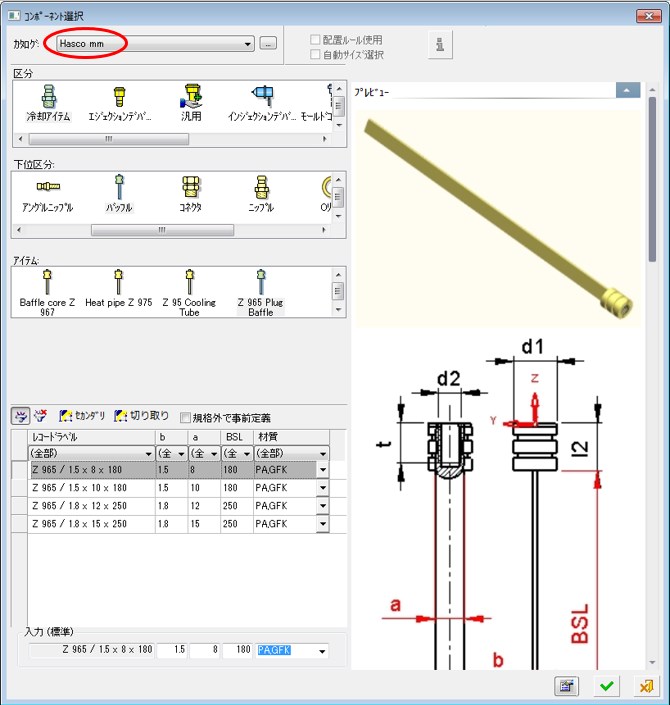 コンポーネント選択
カタログ: Hasco mm ...
配置ルール使用
自動サイズ選択
区分
冷却アイテム エジェクションデバ... 汎用 インジェクションデバ... モールドコ
下位区分:
アングルニップル バッフル コネクタ ニップル Oリ
アイテム:
Baffle core Z 967 Heat pipe Z 975 Z 95 Cooling Tube Z 965 Plug Baffle
セカンダリ 切り取り 規格外で事前定義
レコードラベル b a BSL 材質
(全部) (全 (全 (全 (全部)
Z 965 / 1.5 x 8 x 180 1.5 8 180 PA,GFK
Z 965 / 1.5 x 10 x 180 1.5 10 180 PA,GFK
Z 965 / 1.8 x 12 x 250 1.8 12 250 PA,GFK
Z 965 / 1.8 x 15 x 250 1.8 15 250 PA,GFK
入力 (標準)
Z 965 / 1.5 x 8 x 180 1.5 8 180 PA,GFK
プレビュー
d1
d2
Z
Y
t
l2
a
BSL
b